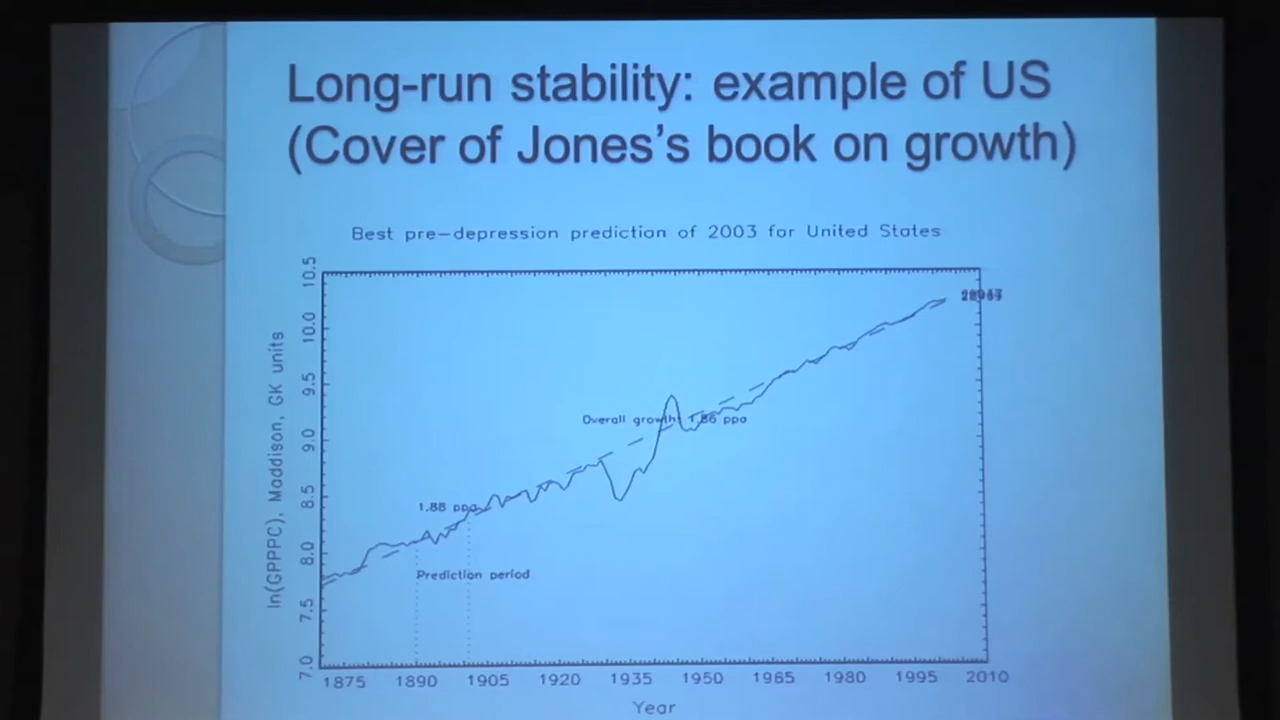 Long-run stability: example of US
(Cover of Jones's book on growth)
Best pre-depression prediction of 2003 for United States
ln(GPPPC), Maddison, GK units
10.5
10.0
9.5
9.0
8.5
8.0
7.5
7.0
Overall growth: 1.86 ppa
1.88 ppa
Prediction period
1875 1890 1905 1920 1935 1950 1965 1980 1995 2010
Year